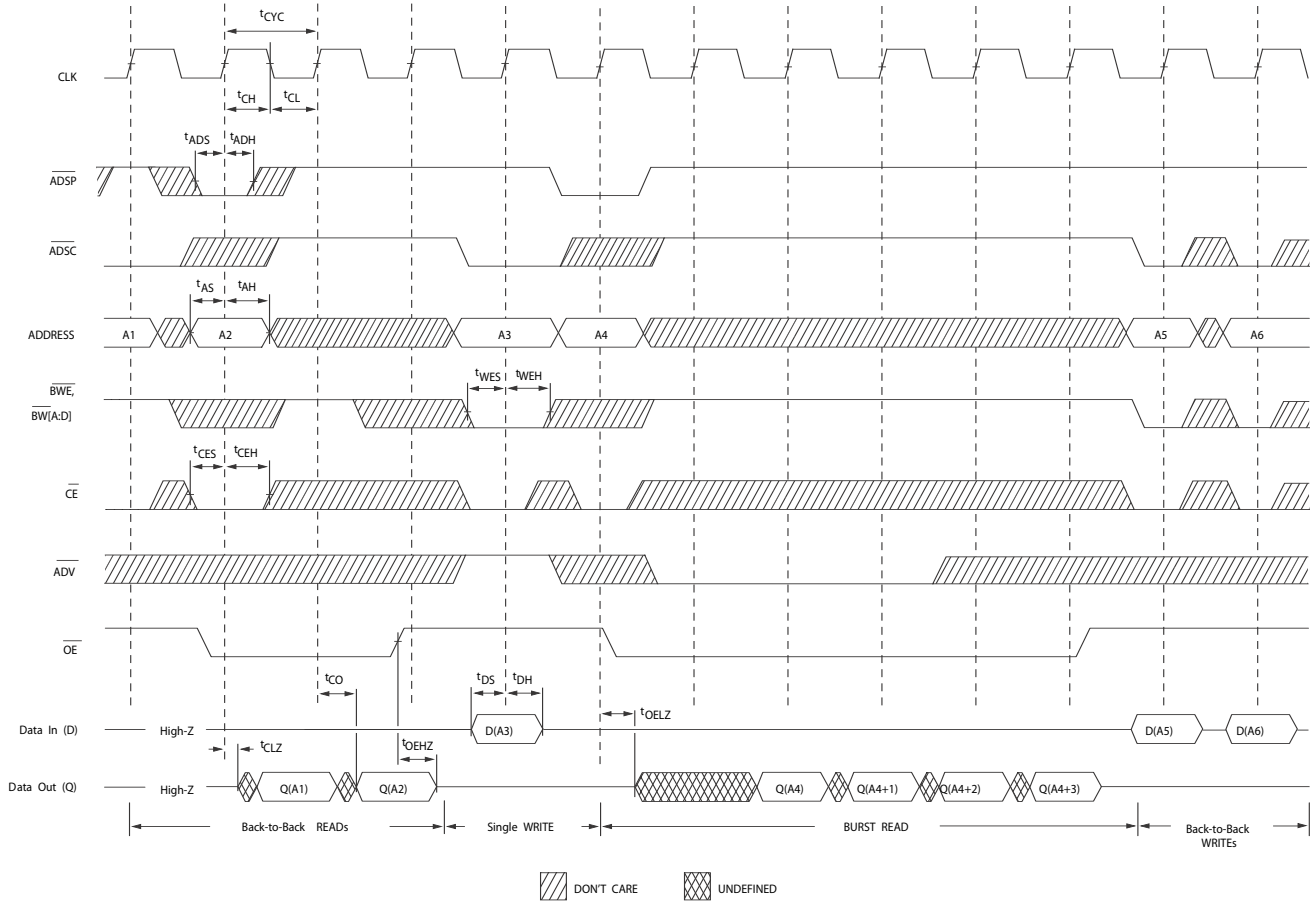 tCYC
CLK
tCH tCL
tADS tADH
ADSP
ADSC
tAS tAH
ADDRESS A1 A2 A3 A4 A5 A6
tWES tWEH
BWE,
BW[A:D]
tCES tCEH
CE
ADV
OE
tCO tDS tDH
tOELZ
Data In (D) High-Z D(A3) D(A5) D(A6)
tCLZ tOEHZ
Data Out (Q) High-Z Q(A1) Q(A2) Q(A4) Q(A4+1) Q(A4+2) Q(A4+3)
Back-to-Back READs Single WRITE BURST READ Back-to-Back
WRITEs
DON'T CARE UNDEFINED